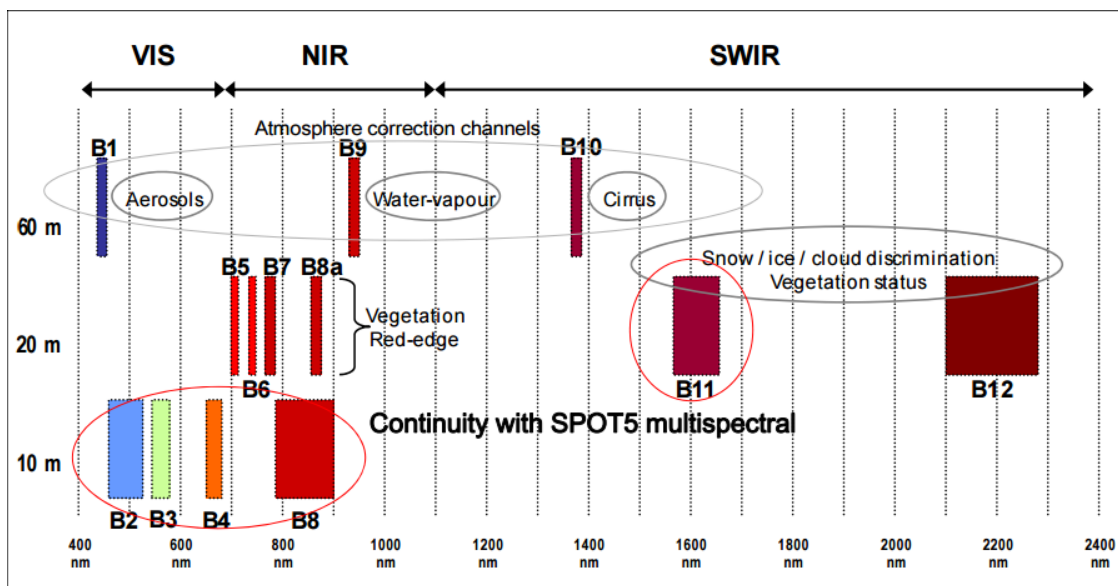 VIS NIR SWIR
Atmosphere correction channels
B1 B9 B10
Aerosols Water-vapour Cirrus
60 m
Snow / ice / cloud discrimination
Vegetation status
B5 B7 B8a
Vegetation
Red-edge
20 m
B6 B11 B12
Continuity with SPOT5 multispectral
10 m
B2 B3 B4 B8
400 600 800 1000 1200 1400 1600 1800 2000 2200 2400
nm nm nm nm nm nm nm nm nm nm nm